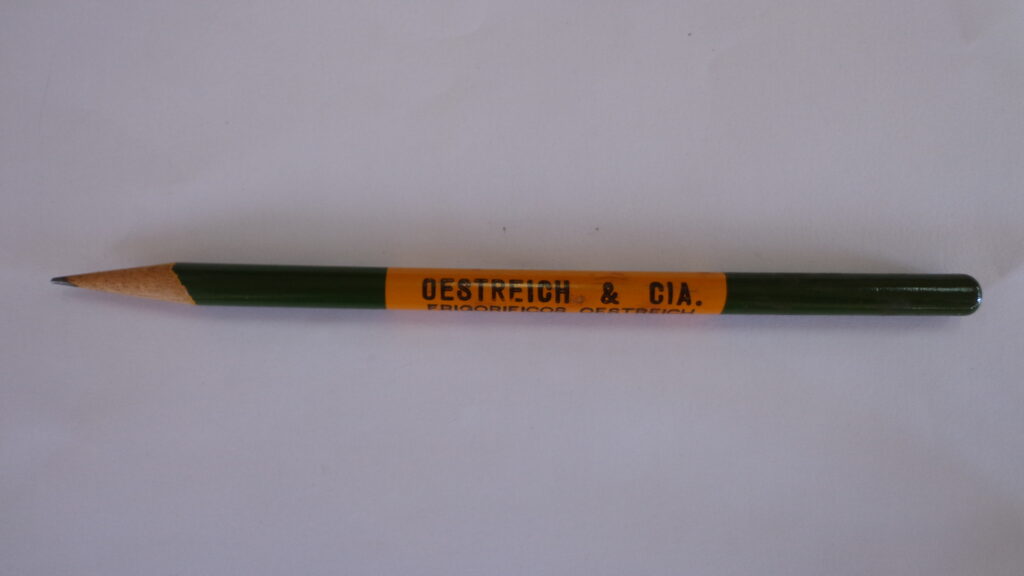 OESTREICH & CIA.
FRIGORIFICOS OESTREICH